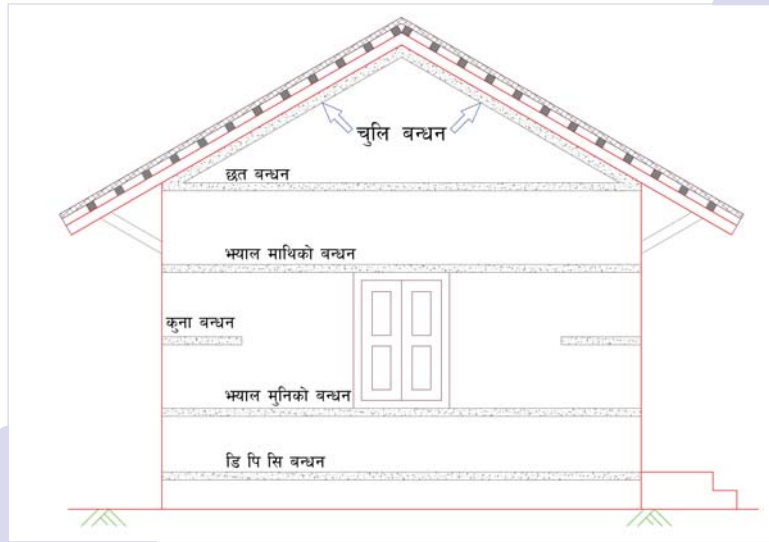 चुलि बन्धन
छत बन्धन
झ्याल माथिको बन्धन
कुना बन्धन
झ्याल मुनिको बन्धन
डि पि सि बन्धन